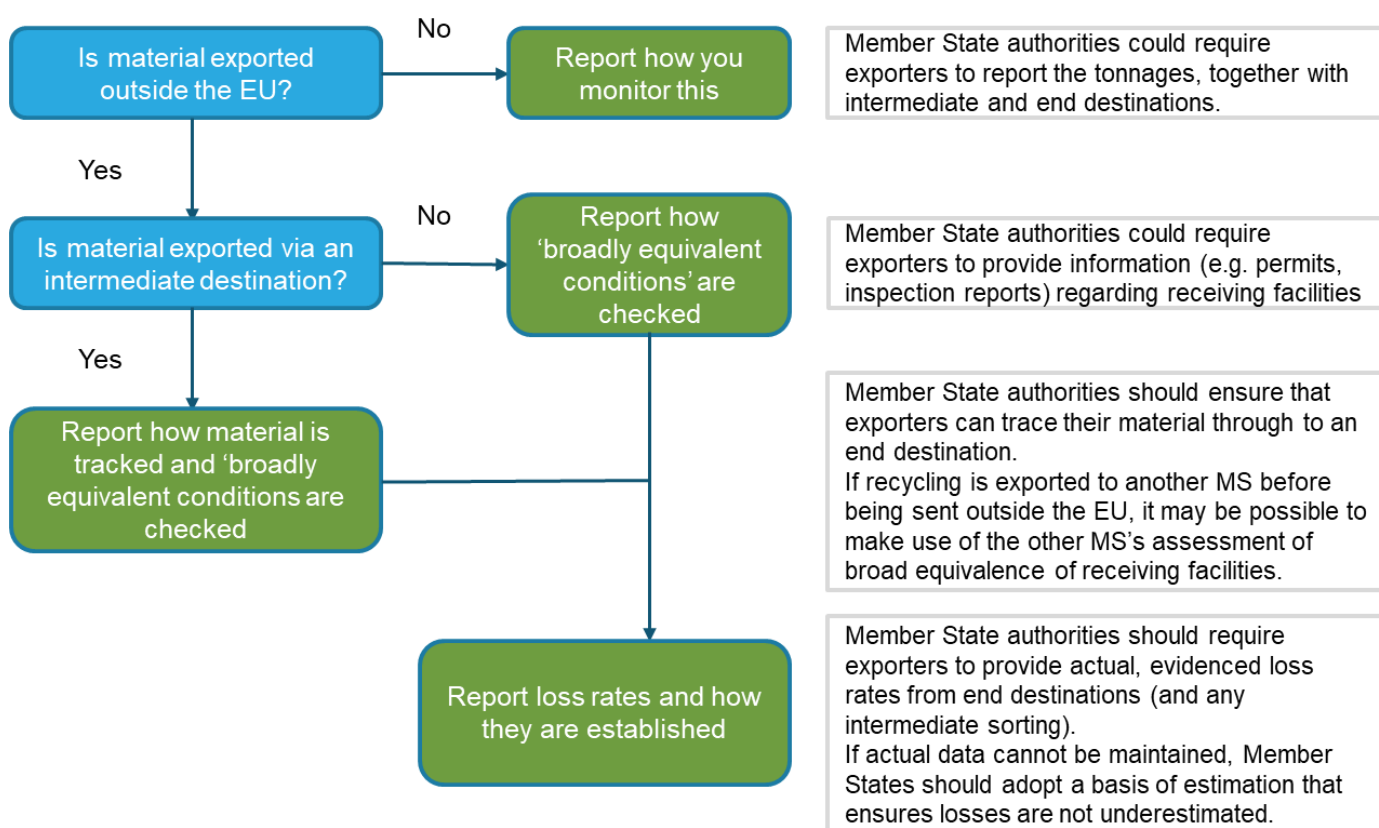 Is material exported
outside the EU?
No
Report how you
monitor this
Member State authorities could require
exporters to report the tonnages, together with
intermediate and end destinations.
Yes
Is material exported via an
intermediate destination?
No
Report how
‘broadly equivalent
conditions’ are
checked
Member State authorities could require
exporters to provide information (e.g. permits,
inspection reports) regarding receiving facilities
Yes
Report how material is
tracked and ‘broadly
equivalent conditions are
checked
Member State authorities should ensure that
exporters can trace their material through to an
end destination.
If recycling is exported to another MS before
being sent outside the EU, it may be possible to
make use of the other MS’s assessment of
broad equivalence of receiving facilities.
Report loss rates and how
they are established
Member State authorities should require
exporters to provide actual, evidenced loss
rates from end destinations (and any
intermediate sorting).
If actual data cannot be maintained, Member
States should adopt a basis of estimation that
ensures losses are not underestimated.